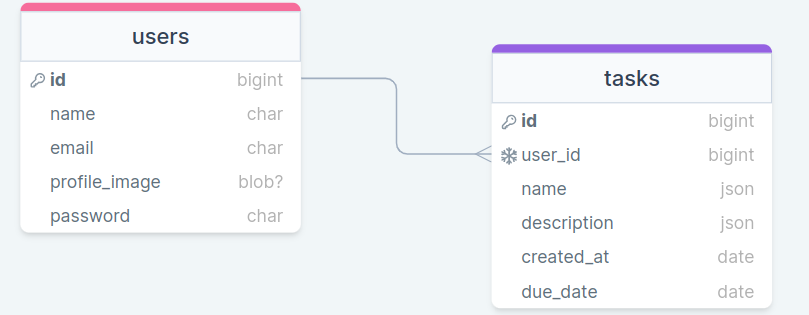 users
id bigint
name char
email char
profile_image blob?
password char
tasks
id bigint
user_id bigint
name json
description json
created_at date
due_date date